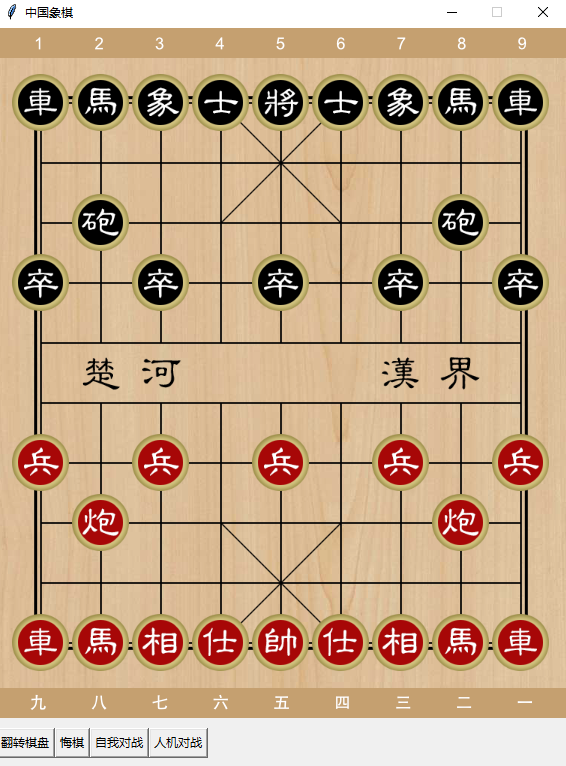 中国象棋
1 2 3 4 5 6 7 8 9
車 馬 象 士 將 士 象 馬 車
砲 砲
卒 卒 卒 卒 卒
楚 河 漢 界
兵 兵 兵 兵 兵
炮 炮
車 馬 相 仕 帥 仕 相 馬 車
九 八 七 六 五 四 三 二 一
翻转棋盘 悔棋 自我对战 人机对战